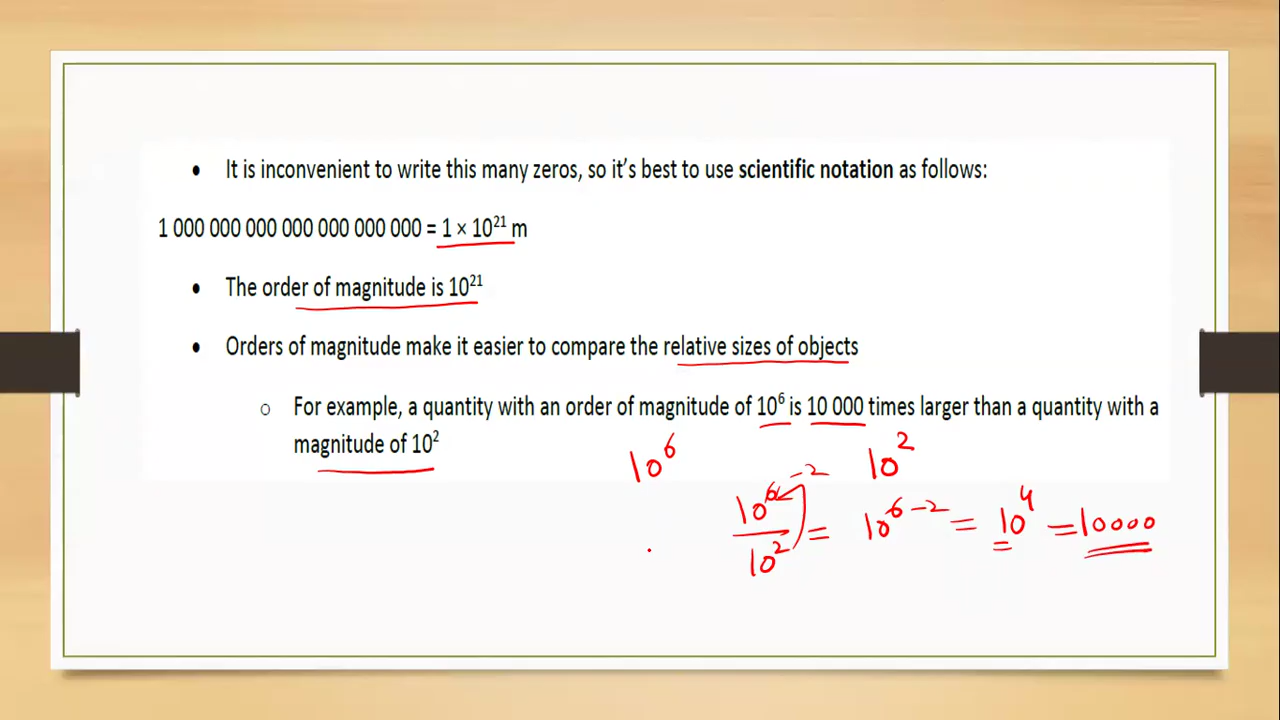 • It is inconvenient to write this many zeros, so it’s best to use scientific notation as follows:
1 000 000 000 000 000 000 000 = 1 × 10²¹ m
• The order of magnitude is 10²¹
• Orders of magnitude make it easier to compare the relative sizes of objects
o For example, a quantity with an order of magnitude of 10⁶ is 10 000 times larger than a quantity with a
magnitude of 10²
10⁶ 10²
10⁶⁻² / 10² = 10⁶⁻² = 10⁴ = 10000